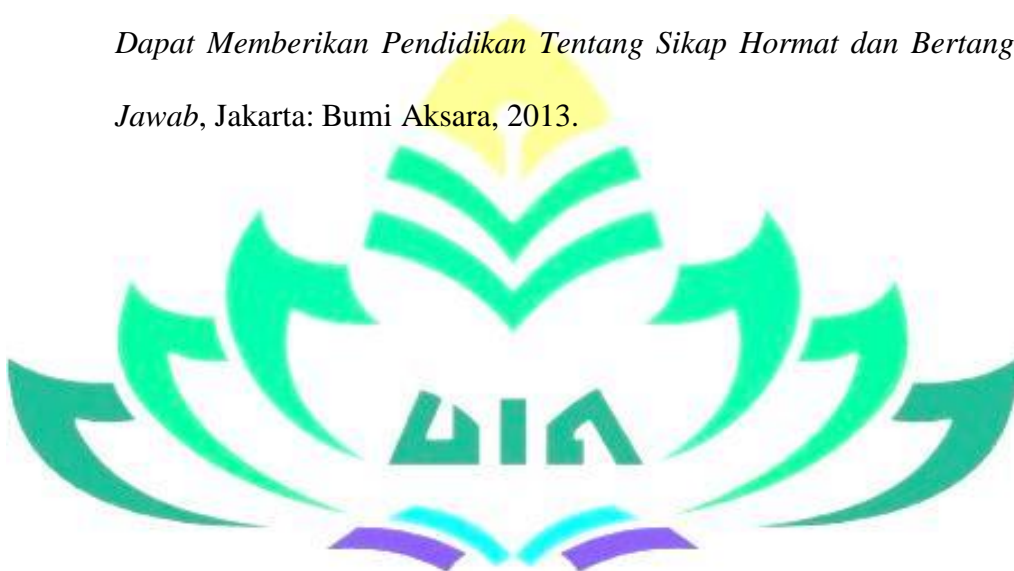 Dapat Memberikan Pendidikan Tentang Sikap Hormat dan Bertang
Jawab, Jakarta: Bumi Aksara, 2013.
UIN